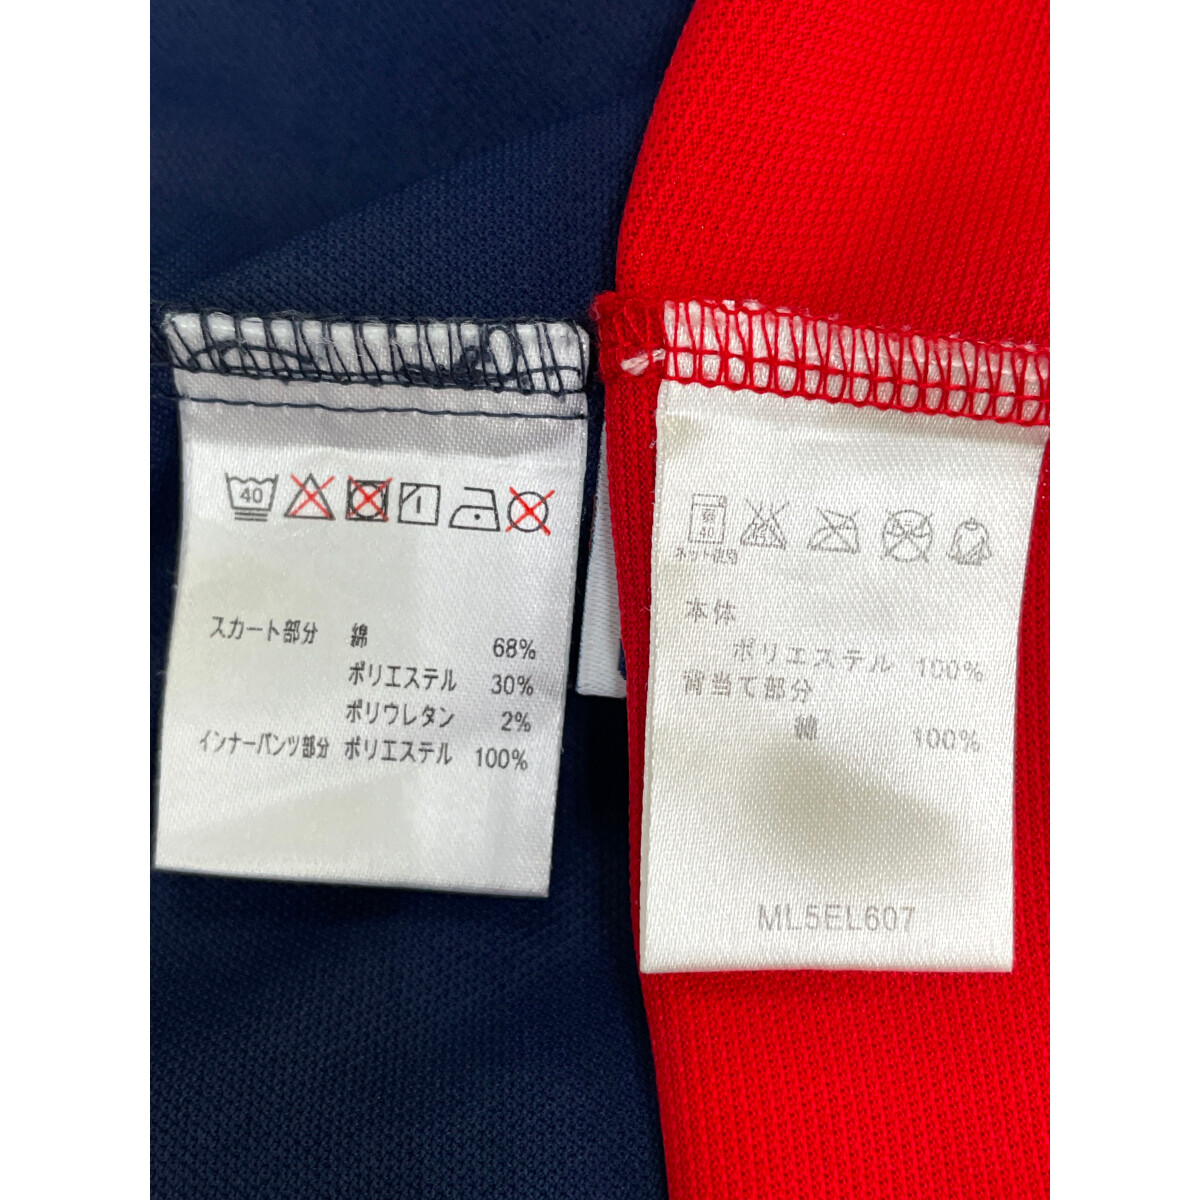 40
スカート部分 綿 68%
ポリエステル 30%
ポリウレタン 2%
インナーパンツ部分 ポリエステル 100%
弱
40
本体
ポリエステル 100%
背当て部分
綿 100%
ML5EL607